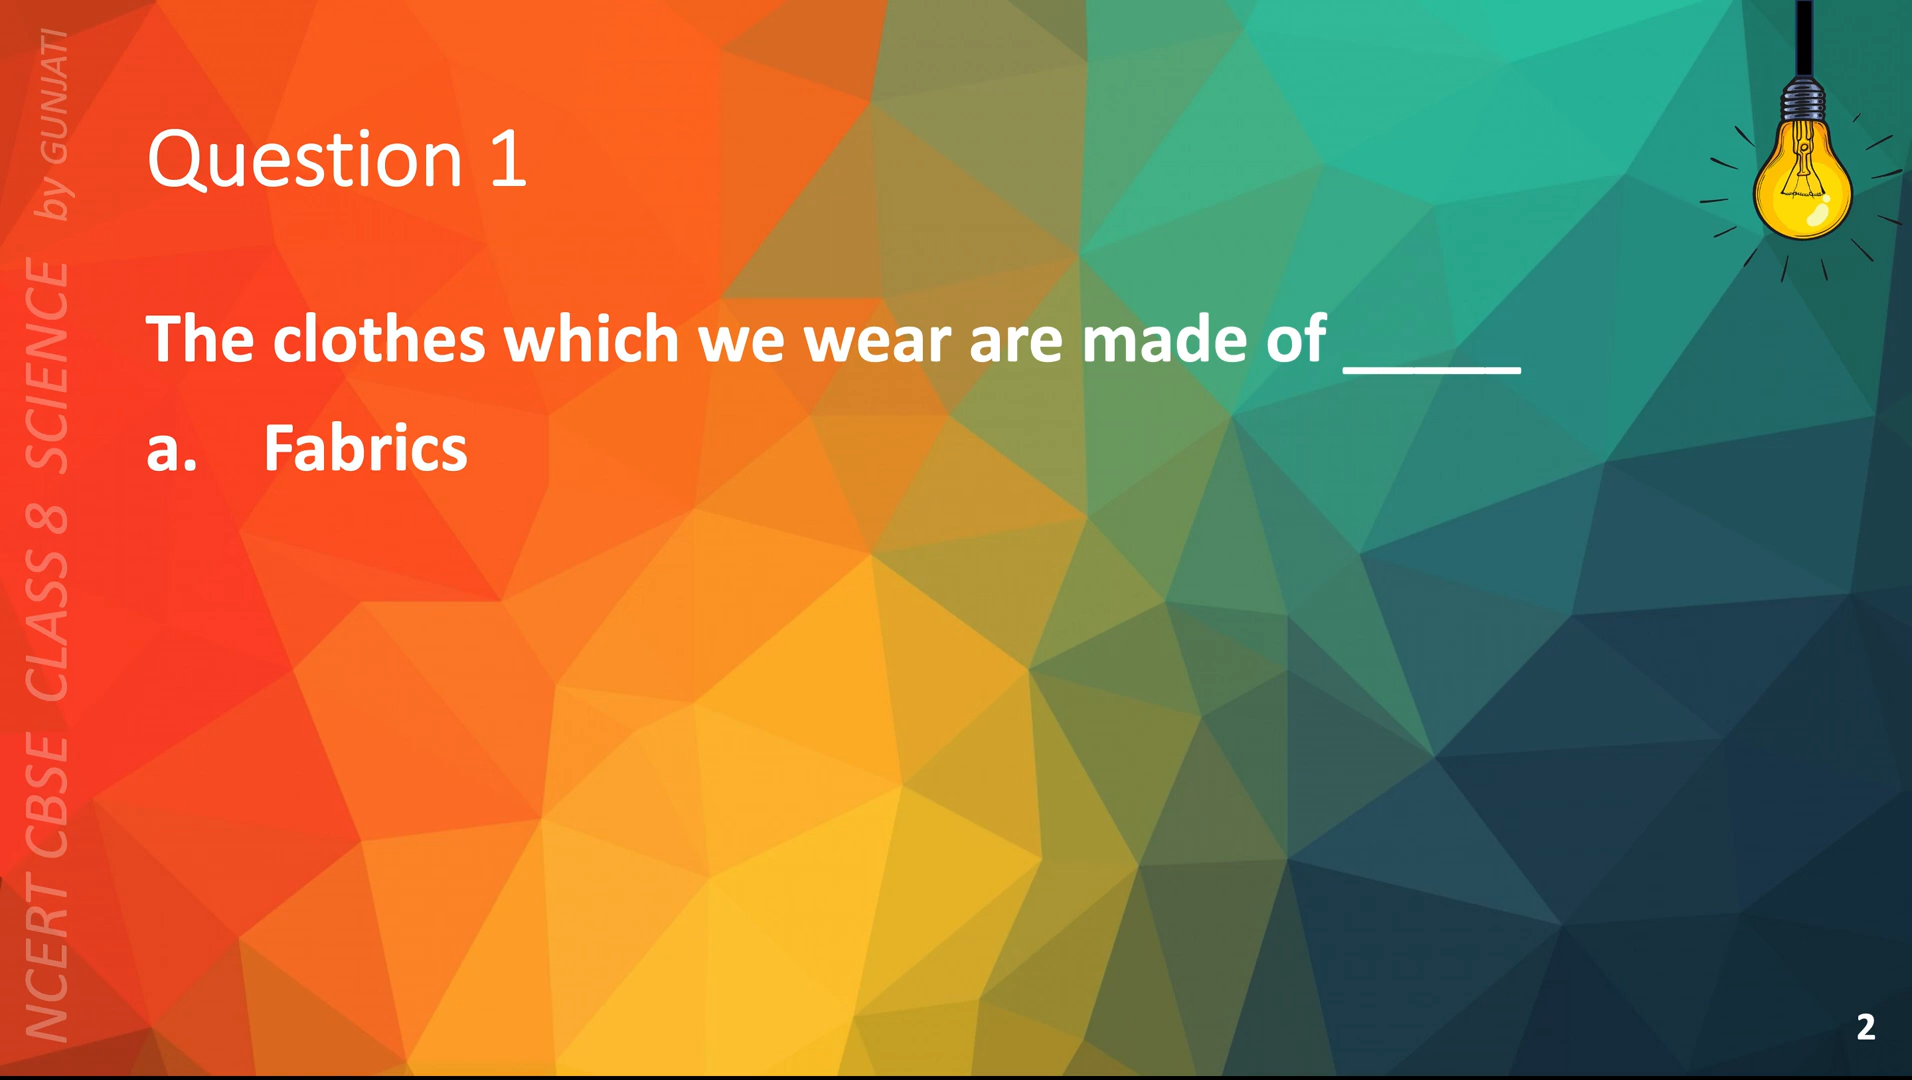 NCERT CBSE CLASS 8 SCIENCE by GUNJATI
Question 1
The clothes which we wear are made of _____
a. Fabrics
2